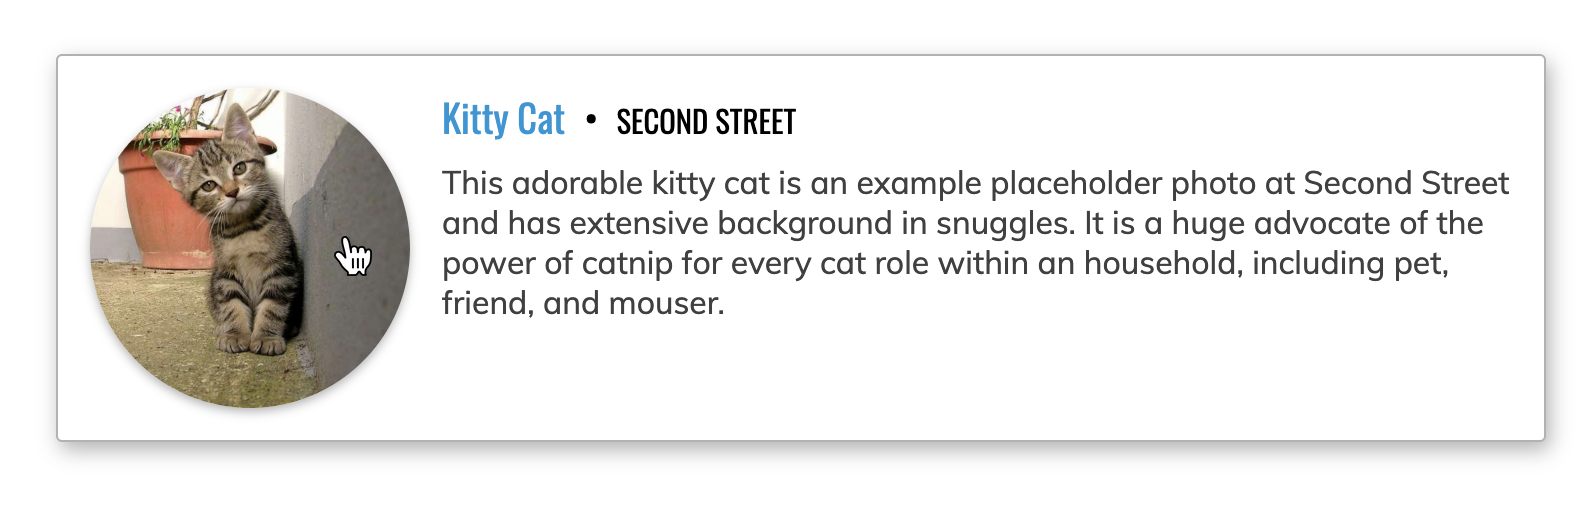 Kitty Cat • SECOND STREET
This adorable kitty cat is an example placeholder photo at Second Street
and has extensive background in snuggles. It is a huge advocate of the
power of catnip for every cat role within an household, including pet,
friend, and mouser.